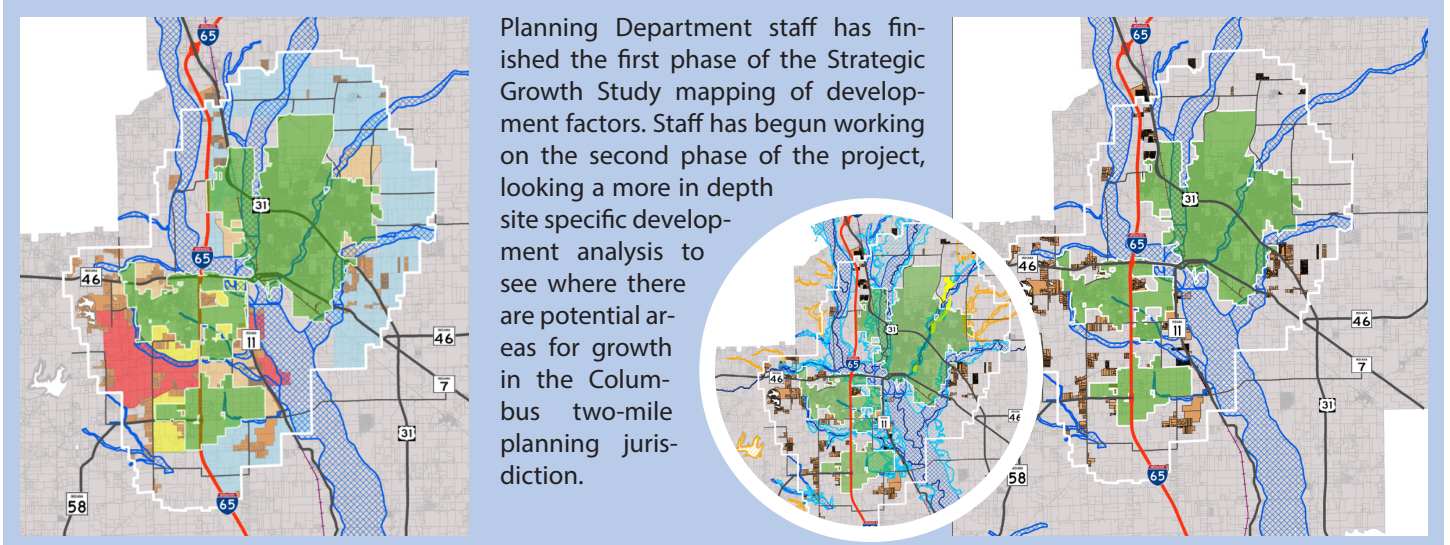 Planning Department staff has fin-
ished the first phase of the Strategic
Growth Study mapping of develop-
ment factors. Staff has begun working
on the second phase of the project,
looking a more in depth
site specific develop-
ment analysis to
see where there
are potential ar-
eas for growth
in the Colum-
bus two-mile
planning juris-
diction.
65
31
65
INDIANA
46
INDIANA
11
46
7
31
INDIANA
58
65
31
65
46
11
65
31
65
46
INDIANA
11
46
7
31
58
65